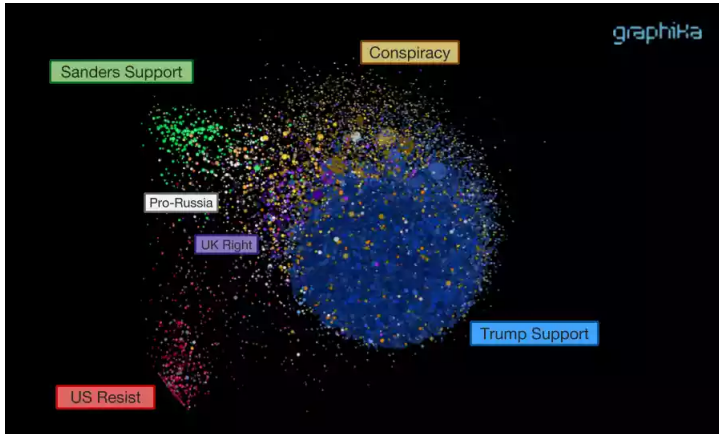 graphika
Conspiracy
Sanders Support
Pro-Russia
UK Right
Trump Support
US Resist